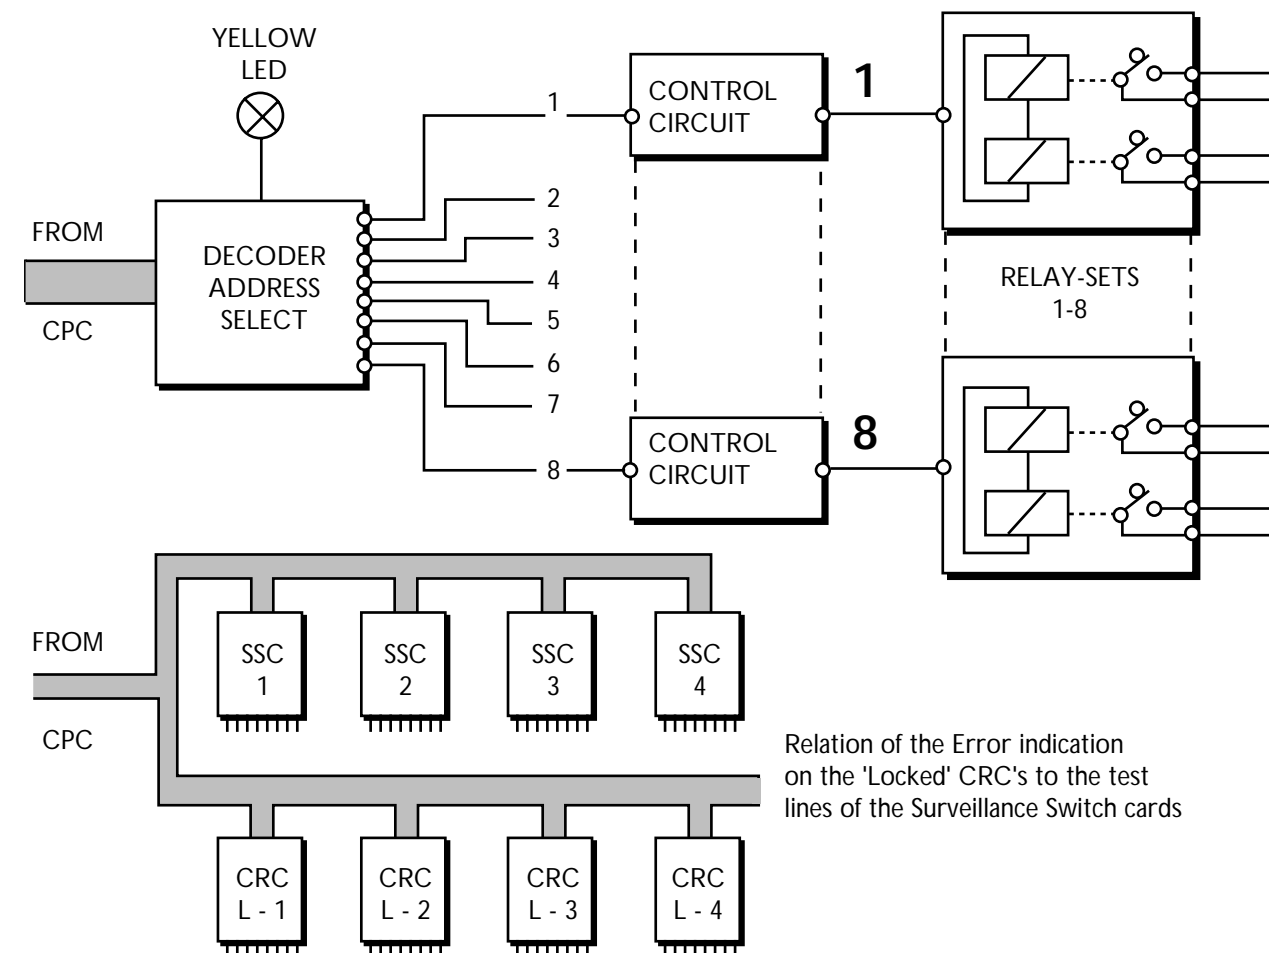 YELLOW
LED
FROM
CPC
DECODER
ADDRESS
SELECT
1
2
3
4
5
6
7
8
CONTROL
CIRCUIT
1
RELAY-SETS
1-8
CONTROL
CIRCUIT
8
FROM
CPC
SSC
1
SSC
2
SSC
3
SSC
4
Relation of the Error indication
on the 'Locked' CRC's to the test
lines of the Surveillance Switch cards
CRC
L - 1
CRC
L - 2
CRC
L - 3
CRC
L - 4